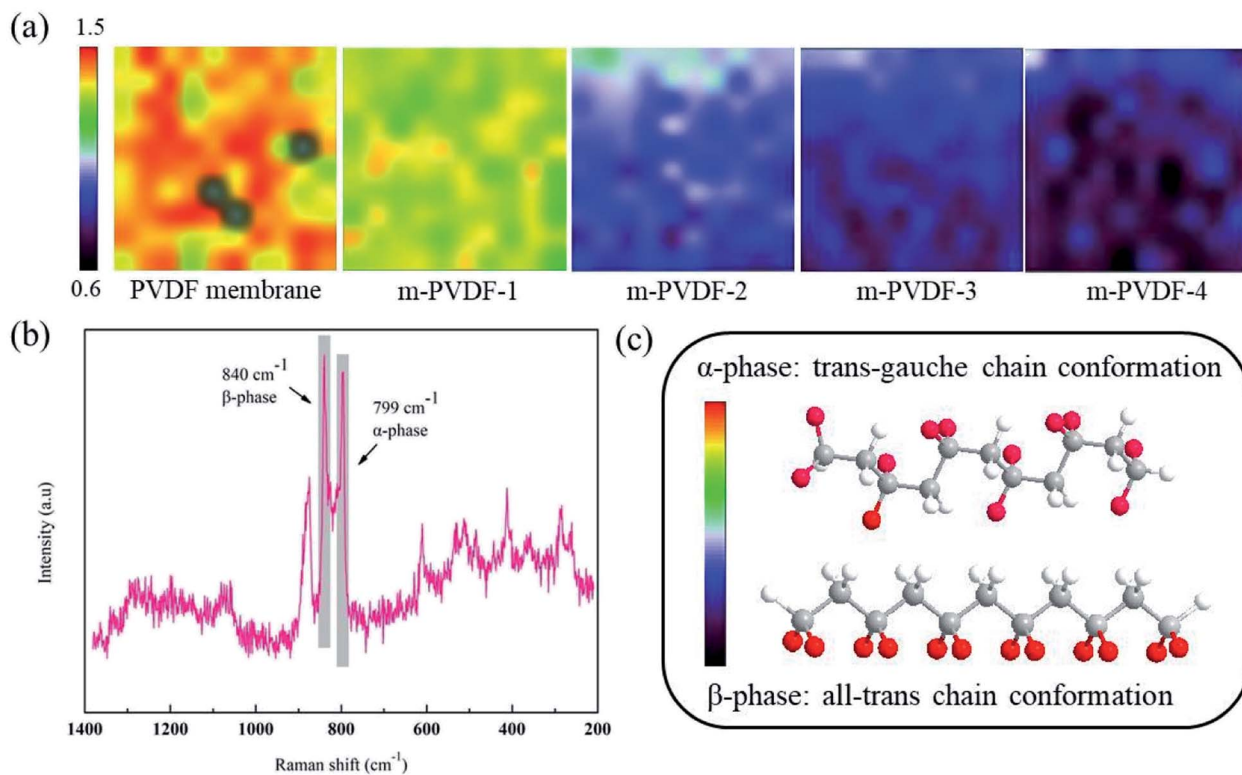 (a)
1.5
0.6
PVDF membrane
m-PVDF-1
m-PVDF-2
m-PVDF-3
m-PVDF-4
(b)
840 cm⁻¹
β-phase
799 cm⁻¹
α-phase
Intensity (a.u)
1400 1200 1000 800 600 400 200
Raman shift (cm⁻¹)
(c)
α-phase: trans-gauche chain conformation
β-phase: all-trans chain conformation